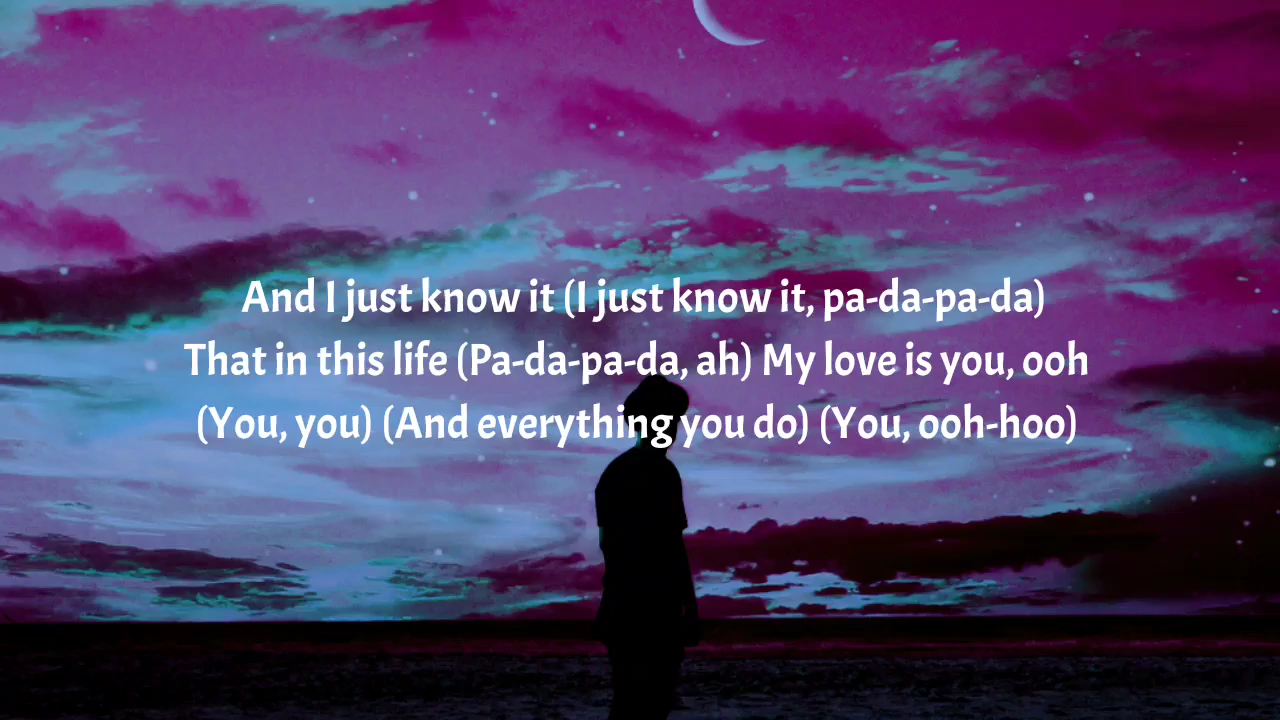 And I just know it (I just know it, pa-da-pa-da)
That in this life (Pa-da-pa-da, ah) My love is you, ooh
(You, you) (And everything you do) (You, ooh-hoo)